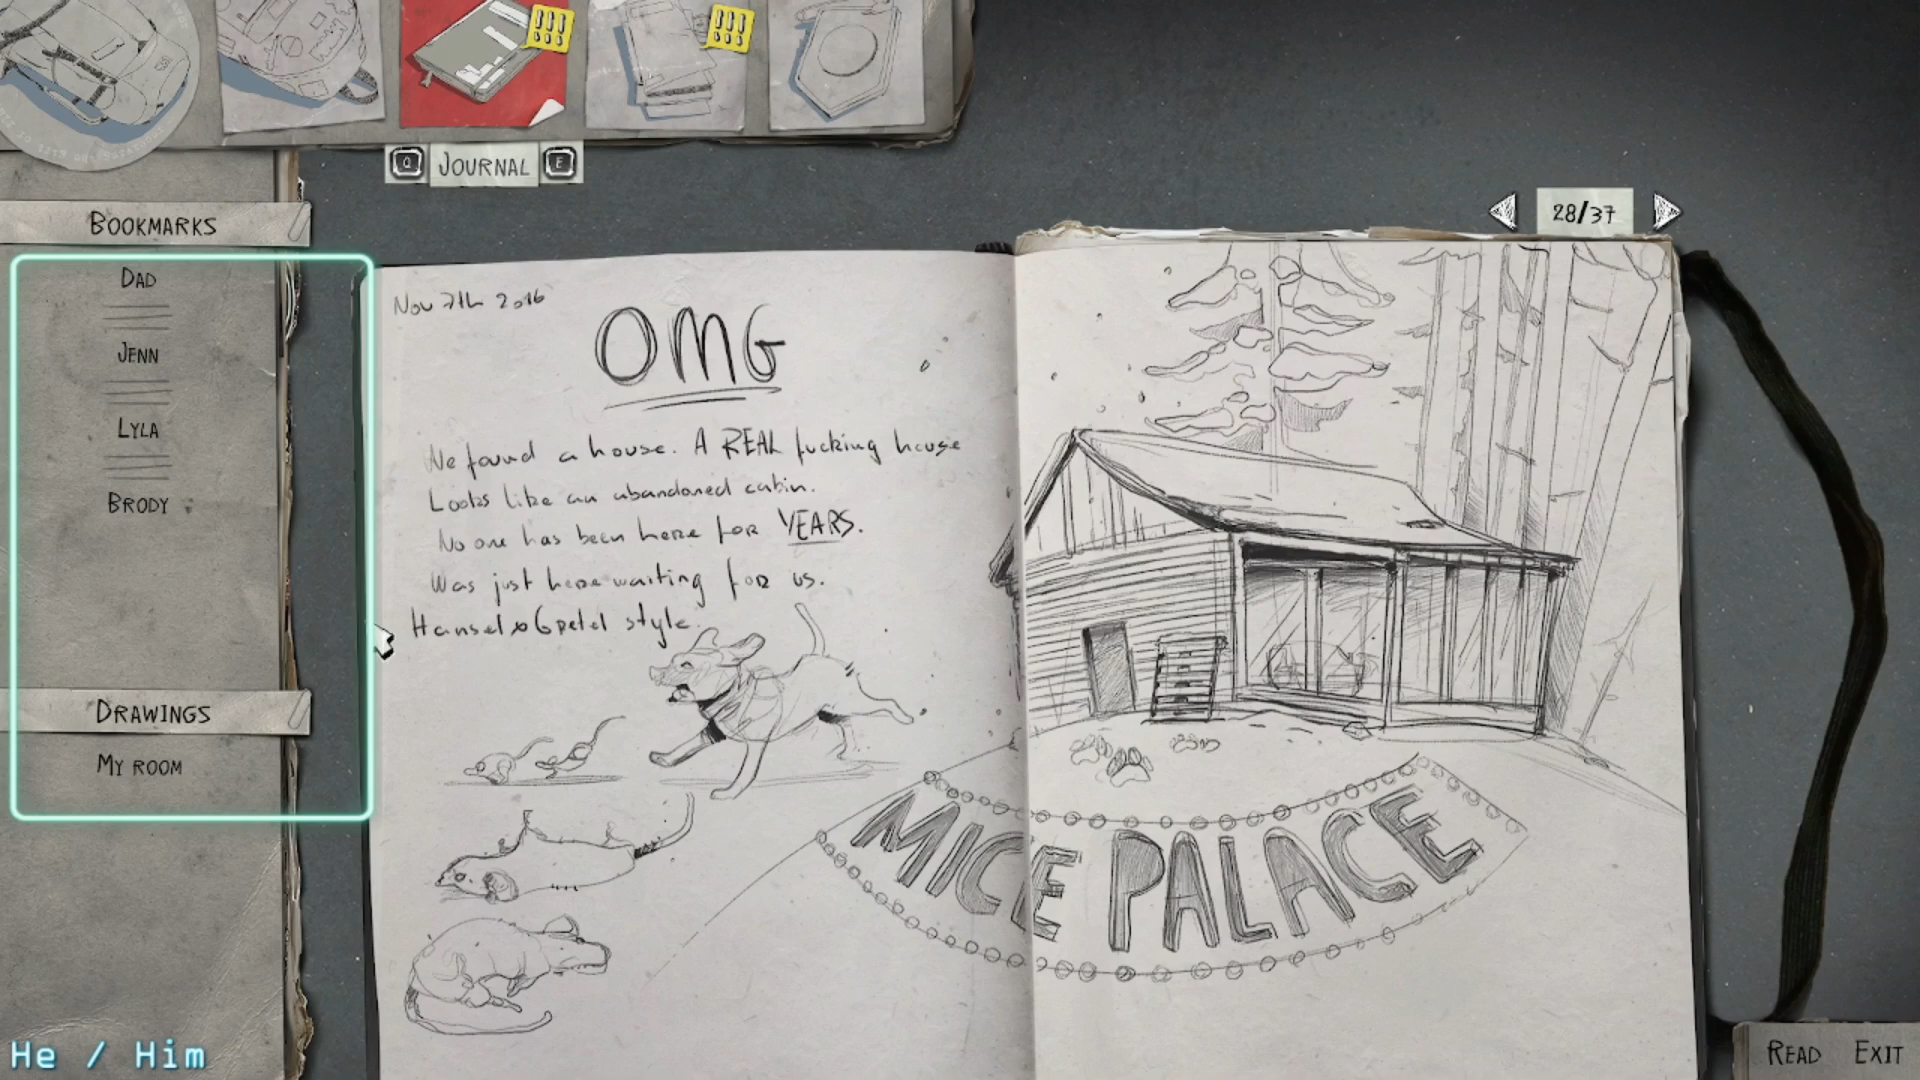 Q JOURNAL E
BOOKMARKS
28/37
DAD
JENN
LYLA
BRODY
DRAWINGS
MY ROOM
Nov 7th 2016
OMG
We found a house. A REAL fucking house
Looks like an abandoned cabin.
No one has been here for YEARS.
Was just here waiting for us.
Hansel & Gretel style.
MICE PALACE
He / Him
READ EXIT